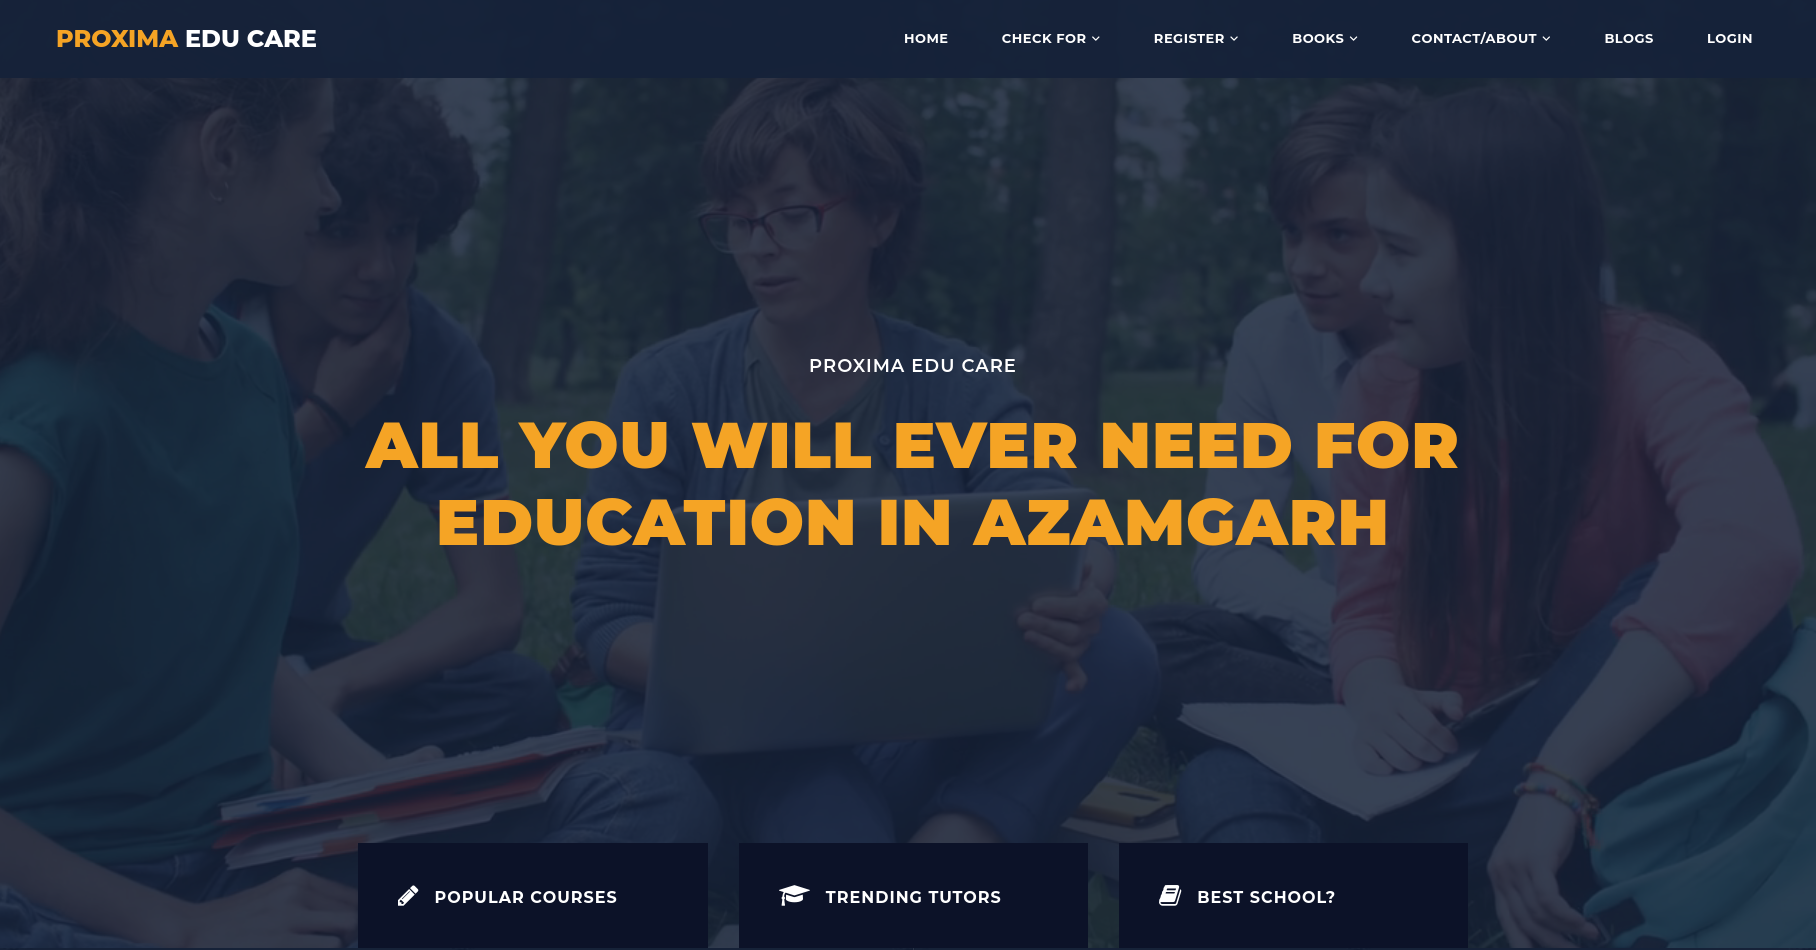 PROXIMA EDU CARE
HOME
CHECK FOR
REGISTER
BOOKS
CONTACT/ABOUT
BLOGS
LOGIN
PROXIMA EDU CARE
ALL YOU WILL EVER NEED FOR
EDUCATION IN AZAMGARH
POPULAR COURSES
TRENDING TUTORS
BEST SCHOOL?